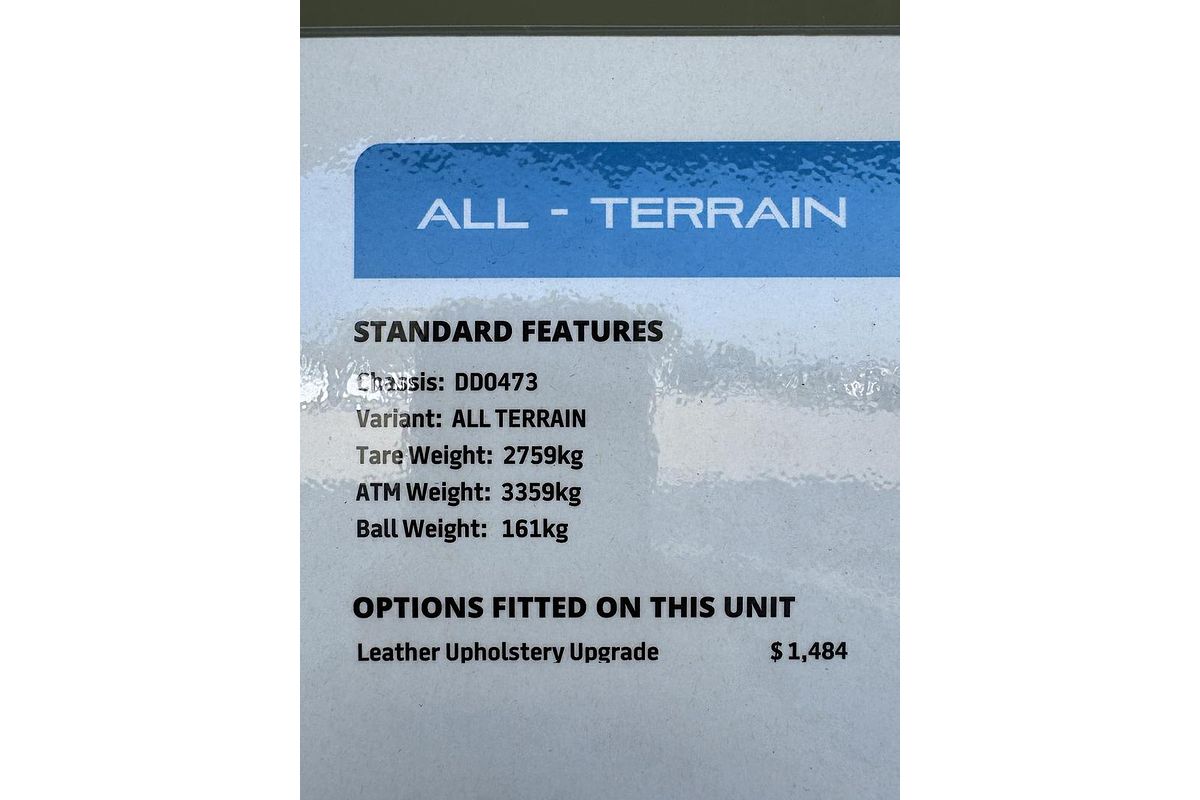 ALL - TERRAIN
STANDARD FEATURES
Chassis: DD0473
Variant: ALL TERRAIN
Tare Weight: 2759kg
ATM Weight: 3359kg
Ball Weight: 161kg
OPTIONS FITTED ON THIS UNIT
Leather Upholstery Upgrade $ 1,484